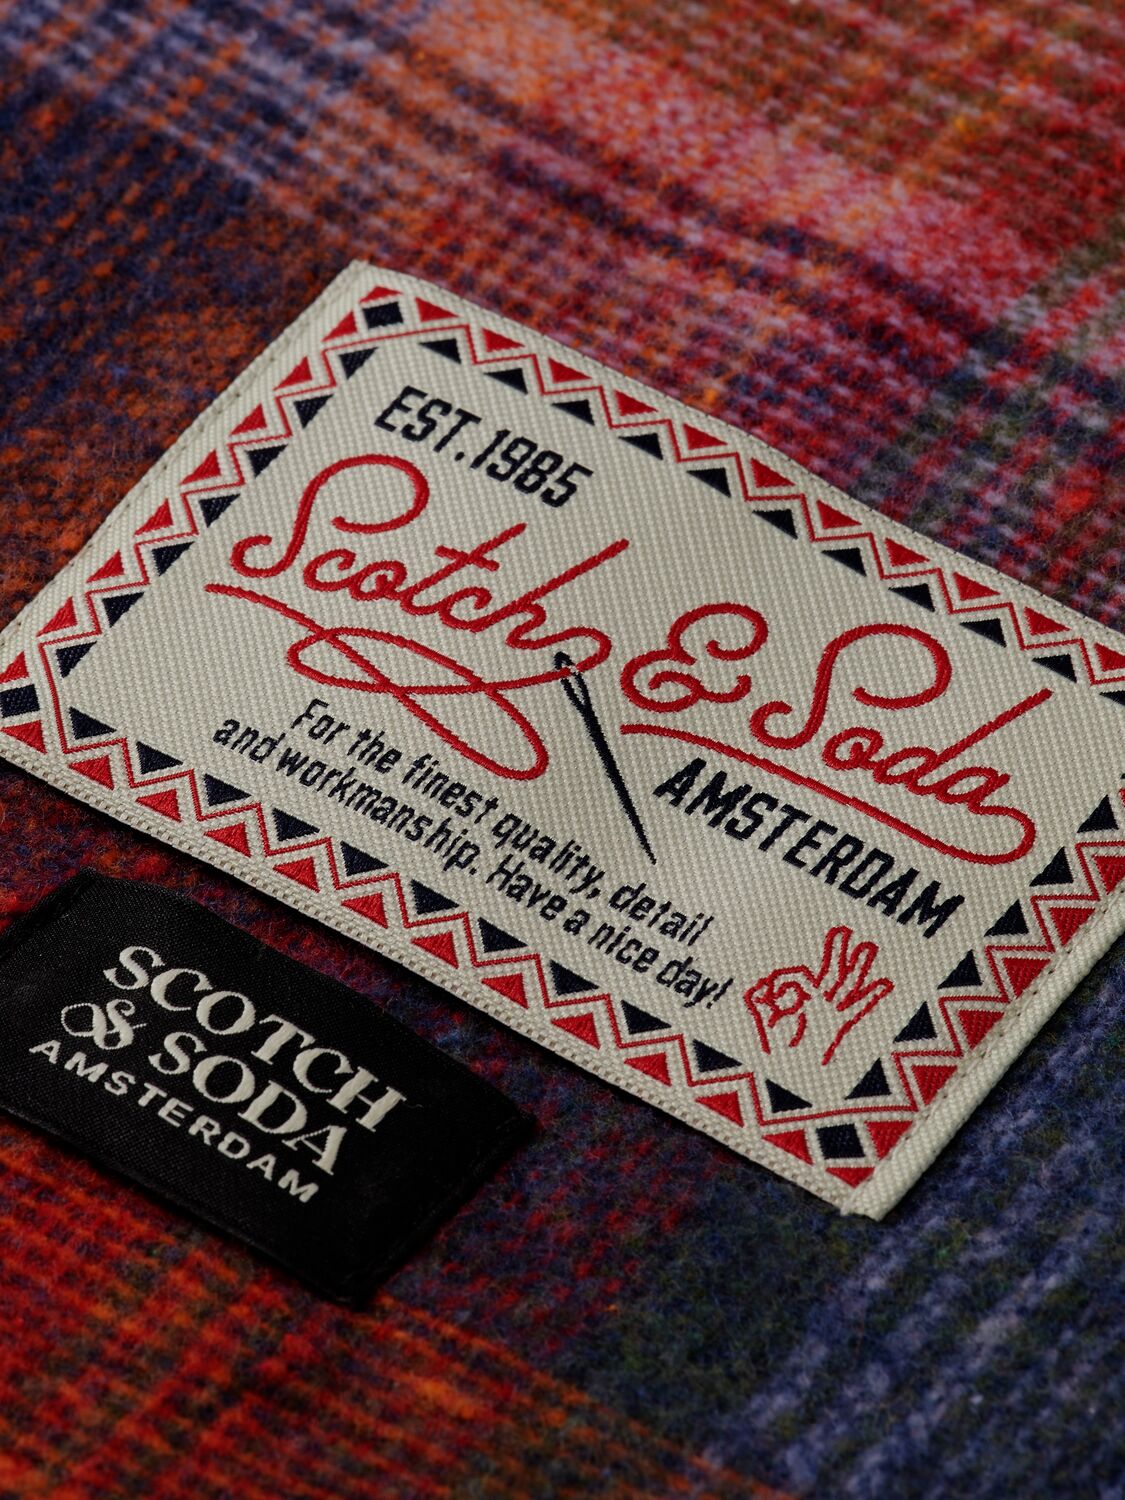 EST. 1985
Scotch & Soda
AMSTERDAM
For the finest quality, detail
and workmanship. Have a nice day!
SCOTCH
& SODA
AMSTERDAM